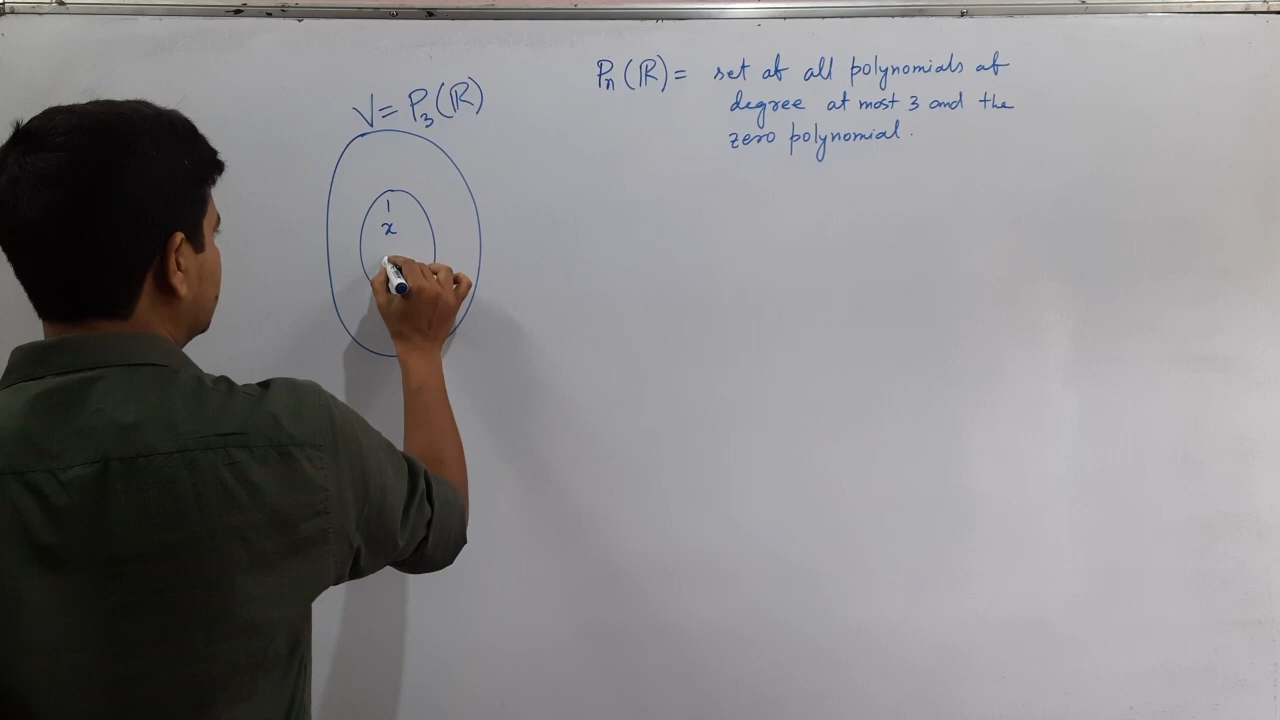 V = P₃(ℝ)
1
x
Pₙ(ℝ) = set of all polynomials of
degree at most 3 and the
zero polynomial.